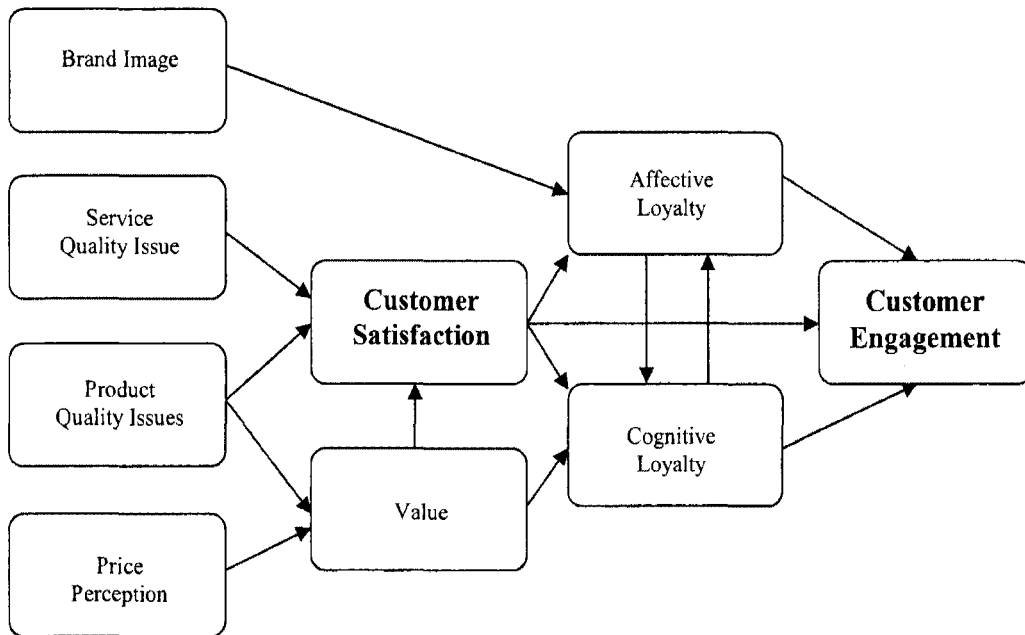 Brand Image
Service
Quality Issue
Product
Quality Issues
Price
Perception
Customer
Satisfaction
Value
Affective
Loyalty
Cognitive
Loyalty
Customer
Engagement